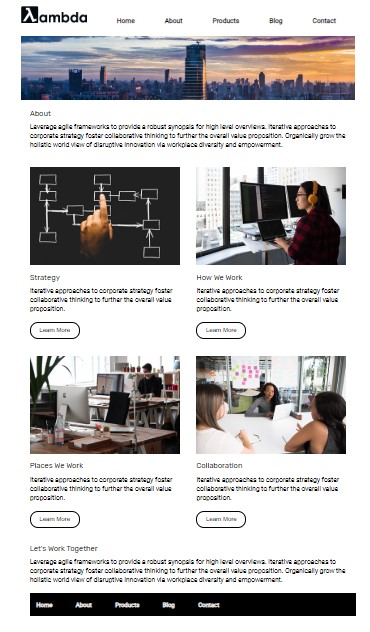 λambda
Home About Products Blog Contact
About
Leverage agile frameworks to provide a robust synopsis for high level overviews. Iterative approaches to
corporate strategy foster collaborative thinking to further the overall value proposition. Organically grow the
holistic world view of disruptive innovation via workplace diversity and empowerment.
Strategy
Iterative approaches to corporate strategy foster
collaborative thinking to further the overall value
proposition.
Learn More
How We Work
Iterative approaches to corporate strategy foster
collaborative thinking to further the overall value
proposition.
Learn More
Places We Work
Iterative approaches to corporate strategy foster
collaborative thinking to further the overall value
proposition.
Learn More
Collaboration
Iterative approaches to corporate strategy foster
collaborative thinking to further the overall value
proposition.
Learn More
Let's Work Together
Leverage agile frameworks to provide a robust synopsis for high level overviews. Iterative approaches to
corporate strategy foster collaborative thinking to further the overall value proposition. Organically grow the
holistic world view of disruptive innovation via workplace diversity and empowerment.
Home About Products Blog Contact